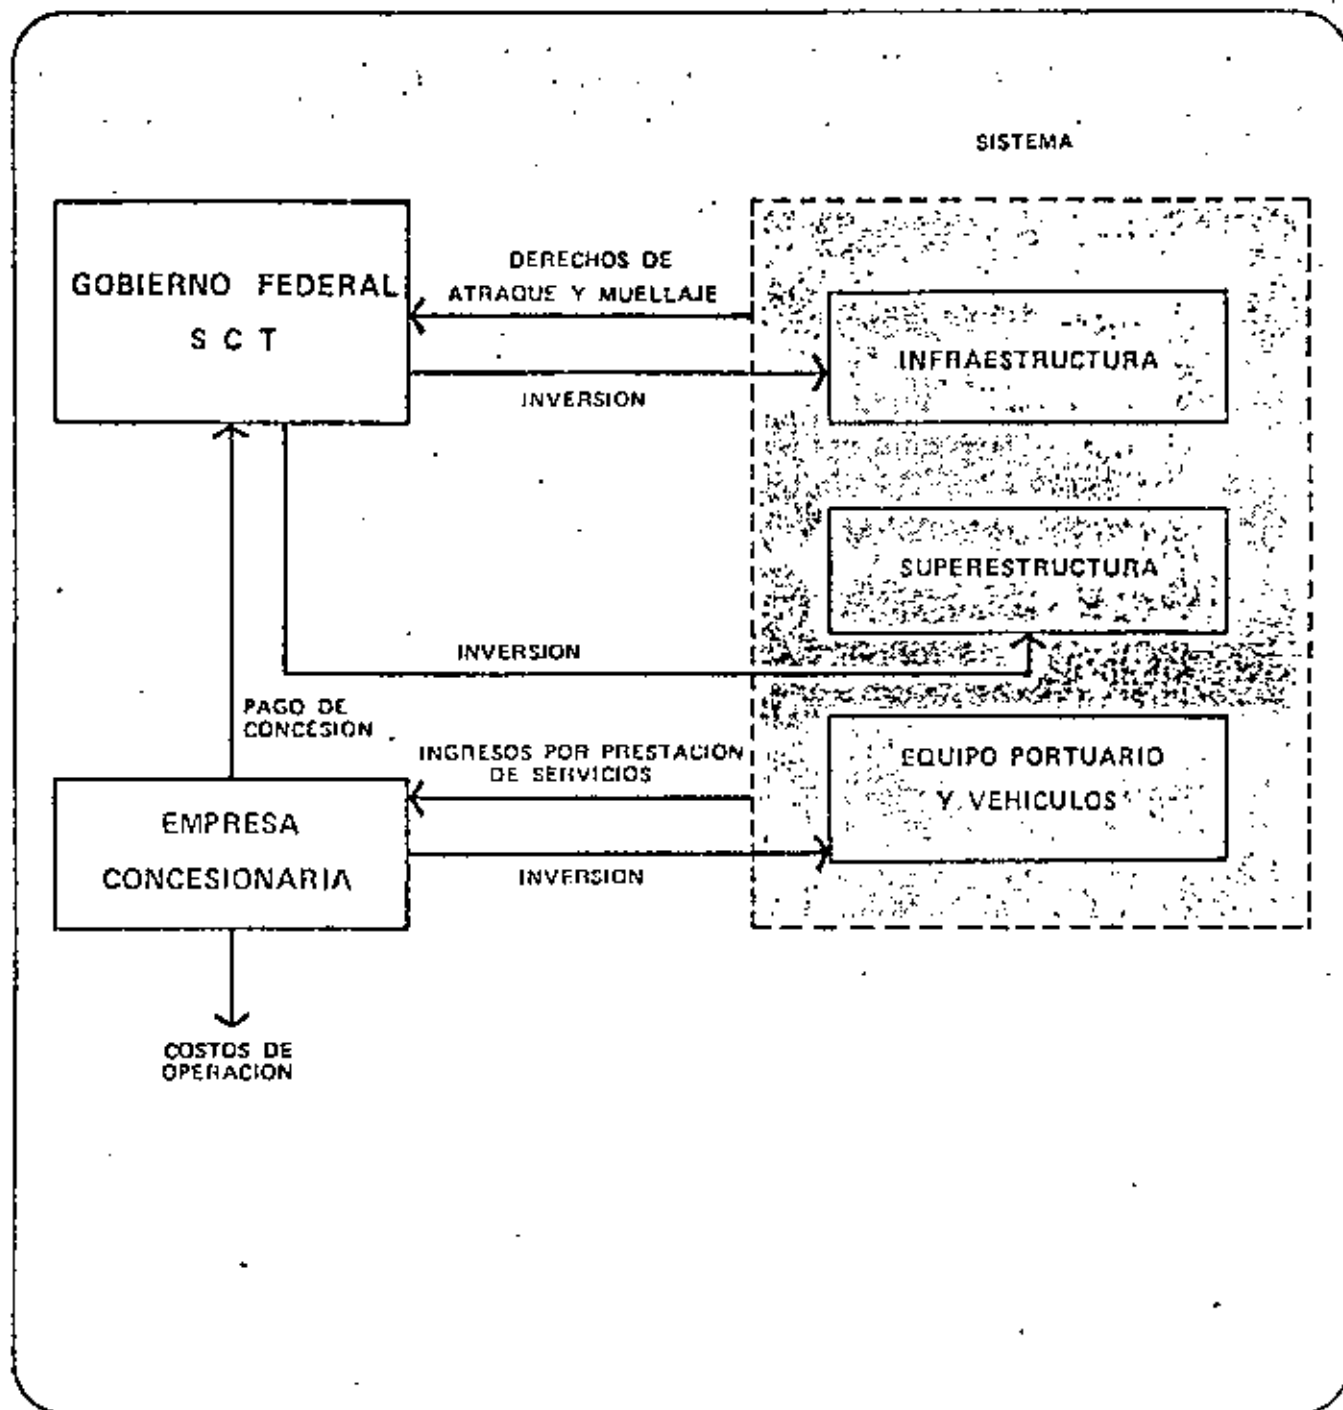 SISTEMA
GOBIERNO FEDERAL
S C T
DERECHOS DE
ATRAQUE Y MUELLAJE
INVERSION
INFRAESTRUCTURA
SUPERESTRUCTURA
INVERSION
PAGO DE
CONCESION
INGRESOS POR PRESTACION
DE SERVICIOS
EQUIPO PORTUARIO
Y VEHICULOS
EMPRESA
CONCESIONARIA
INVERSION
COSTOS DE
OPERACION